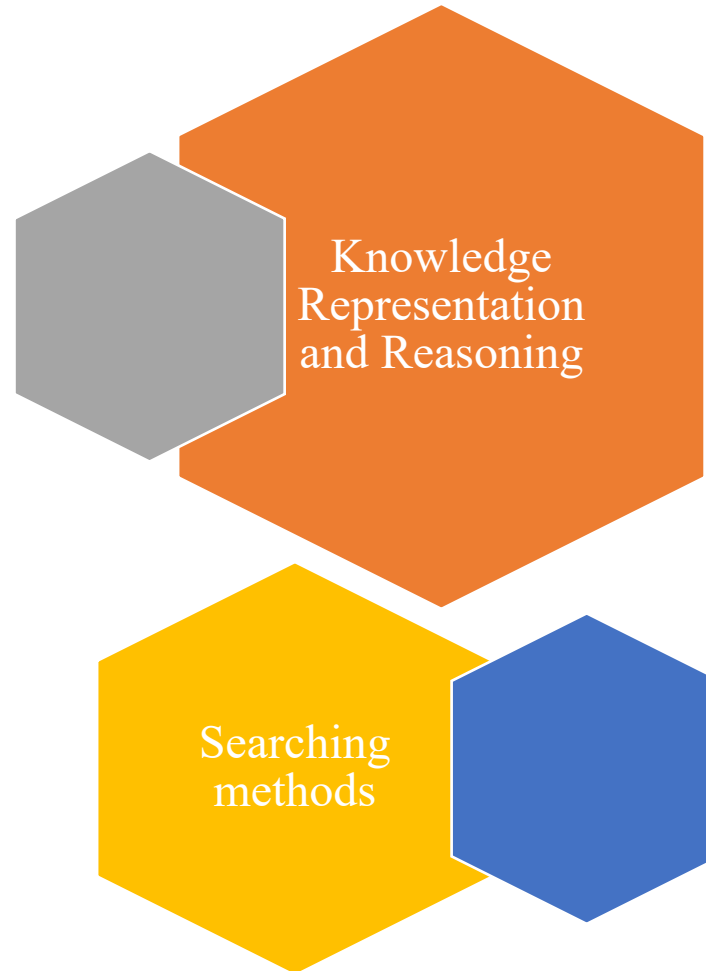 Knowledge
Representation
and Reasoning
Searching
methods